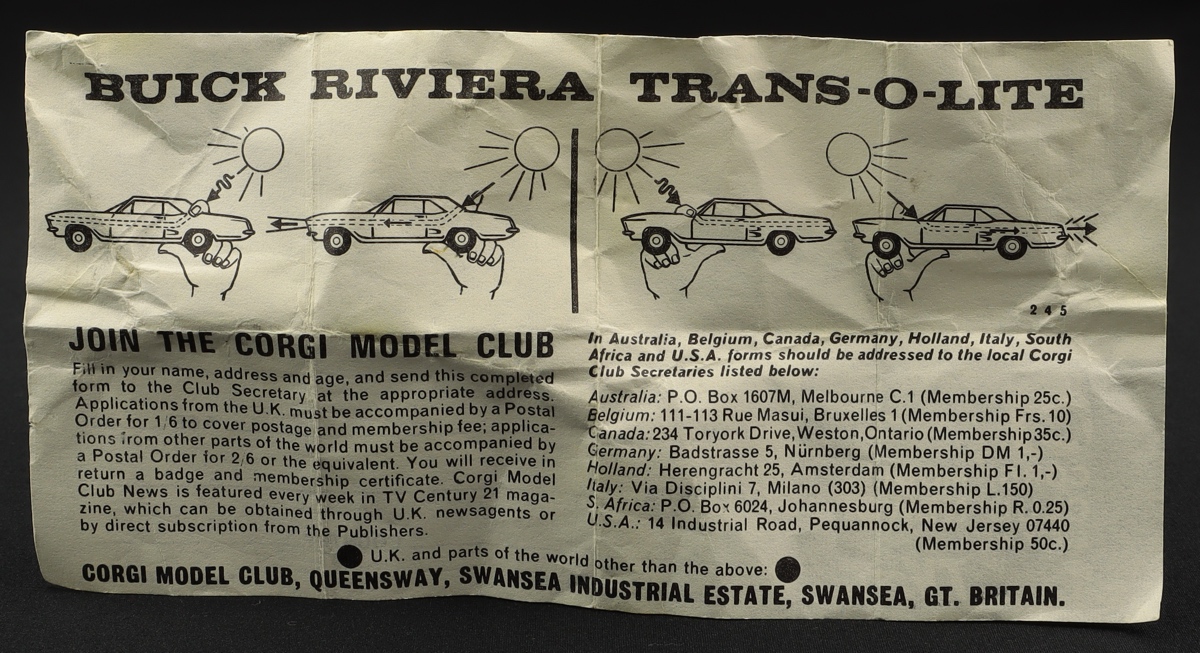 BUICK RIVIERA TRANS-O-LITE
2 4 5
JOIN THE CORGI MODEL CLUB
Fill in your name, address and age, and send this completed
form to the Club Secretary at the appropriate address.
Applications from the U.K. must be accompanied by a Postal
Order for 1/6 to cover postage and membership fee; applica-
tions from other parts of the world must be accompanied by
a Postal Order for 2/6 or the equivalent. You will receive in
return a badge and membership certificate. Corgi Model
Club News is featured every week in TV Century 21 maga-
zine, which can be obtained through U.K. newsagents or
by direct subscription from the Publishers.
In Australia, Belgium, Canada, Germany, Holland, Italy, South
Africa and U.S.A. forms should be addressed to the local Corgi
Club Secretaries listed below:
Australia: P.O. Box 1607M, Melbourne C.1 (Membership 25c.)
Belgium: 111-113 Rue Masui, Bruxelles 1 (Membership Frs. 10)
Canada: 234 Toryork Drive, Weston, Ontario (Membership 35c.)
Germany: Badstrasse 5, Nürnberg (Membership DM 1,-)
Holland: Herengracht 25, Amsterdam (Membership Fl. 1,-)
Italy: Via Disciplini 7, Milano (303) (Membership L.150)
S. Africa: P.O. Box 6024, Johannesburg (Membership R. 0.25)
U.S.A.: 14 Industrial Road, Pequannock, New Jersey 07440
(Membership 50c.)
U.K. and parts of the world other than the above:
CORGI MODEL CLUB, QUEENSWAY, SWANSEA INDUSTRIAL ESTATE, SWANSEA, GT. BRITAIN.